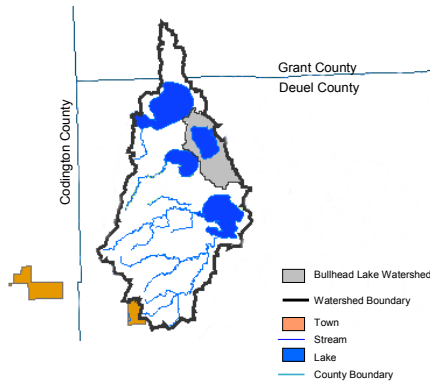 Grant County
Deuel County
Codington County
Bullhead Lake Watershed
Watershed Boundary
Town
Stream
Lake
County Boundary